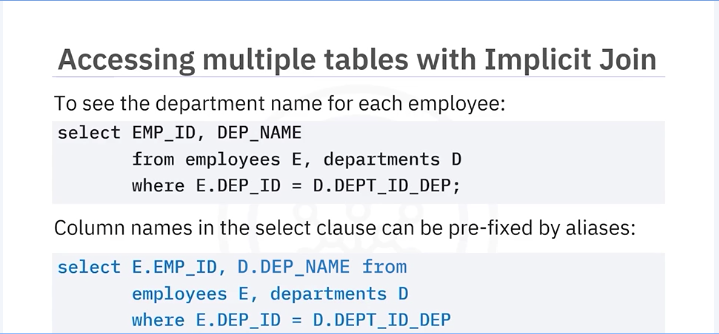 Accessing multiple tables with Implicit Join
To see the department name for each employee:
select EMP_ID, DEP_NAME
from employees E, departments D
where E.DEP_ID = D.DEPT_ID_DEP;
Column names in the select clause can be pre-fixed by aliases:
select E.EMP_ID, D.DEP_NAME from
employees E, departments D
where E.DEP_ID = D.DEPT_ID_DEP